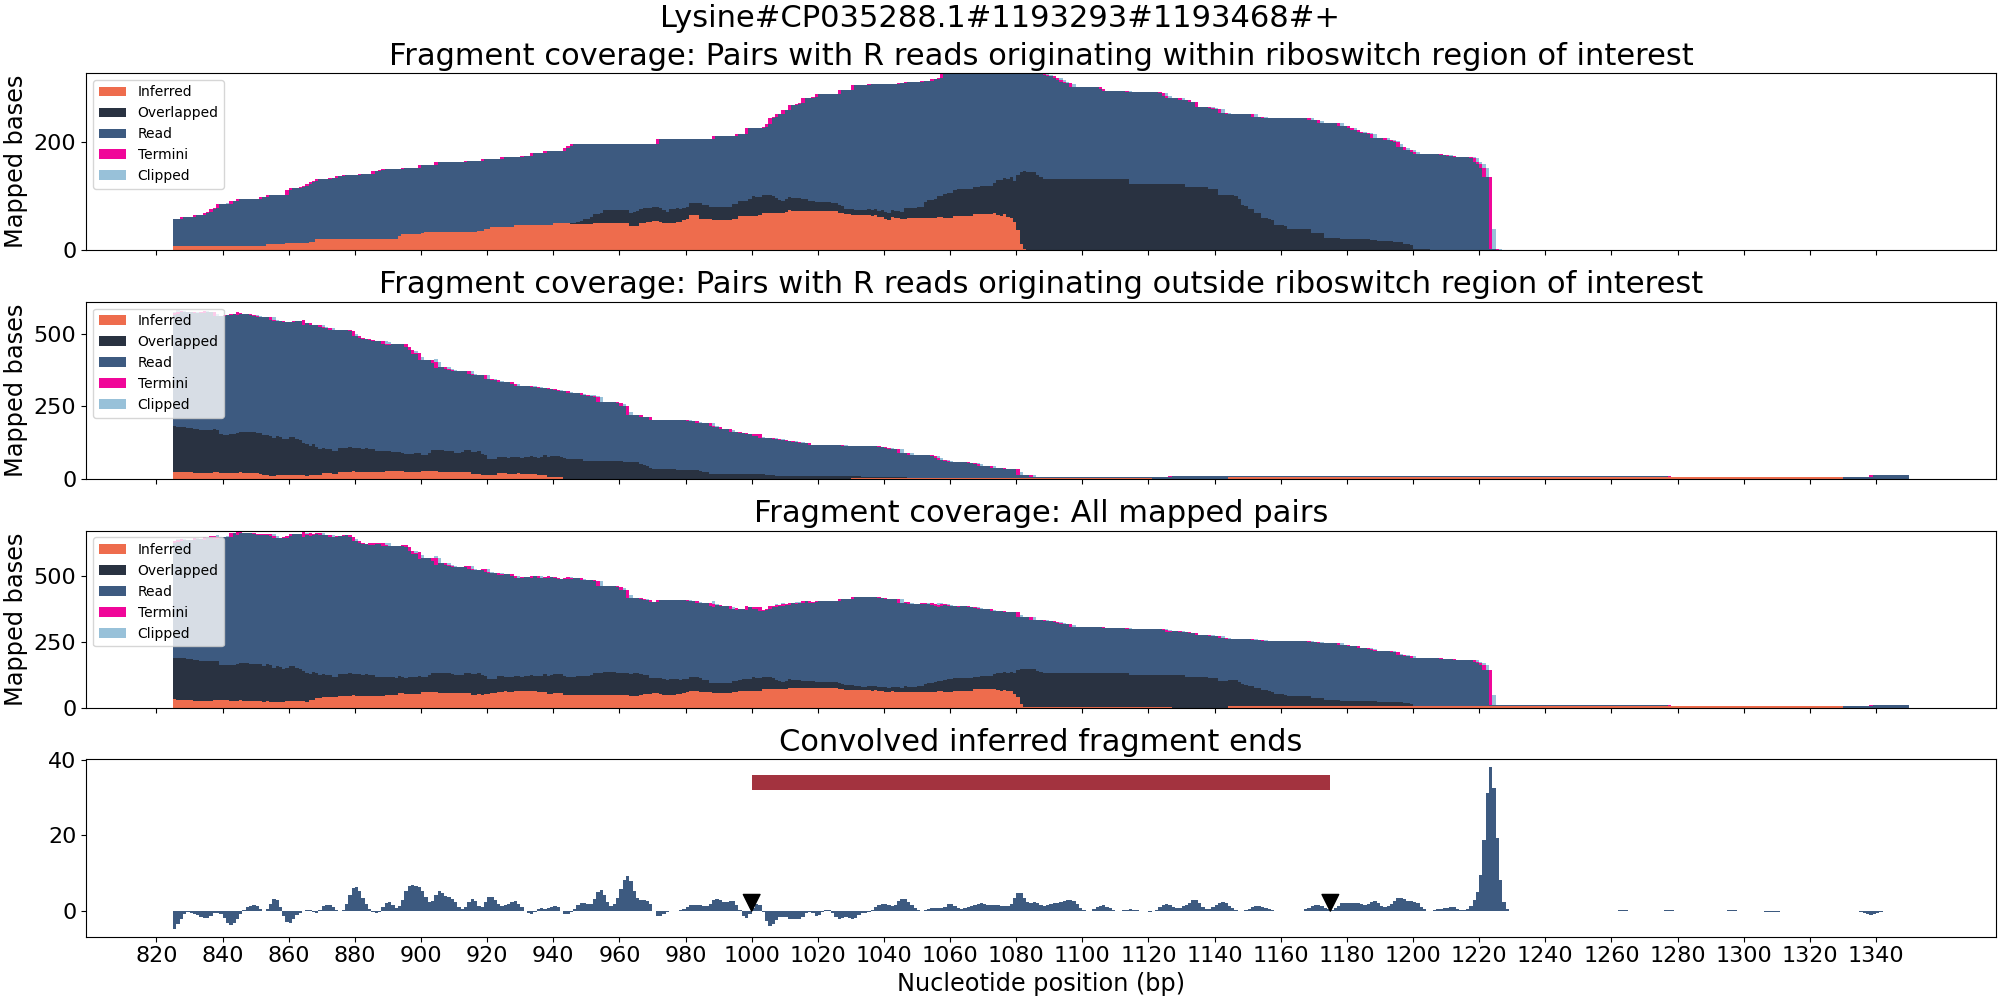 Lysine#CP035288.1#1193293#1193468#+
Fragment coverage: Pairs with R reads originating within riboswitch region of interest
Mapped bases
200
0
Inferred
Overlapped
Read
Termini
Clipped
Fragment coverage: Pairs with R reads originating outside riboswitch region of interest
Mapped bases
500
250
0
Inferred
Overlapped
Read
Termini
Clipped
Fragment coverage: All mapped pairs
Mapped bases
500
250
0
Inferred
Overlapped
Read
Termini
Clipped
Convolved inferred fragment ends
40
20
0
820 840 860 880 900 920 940 960 980 1000 1020 1040 1060 1080 1100 1120 1140 1160 1180 1200 1220 1240 1260 1280 1300 1320 1340
Nucleotide position (bp)